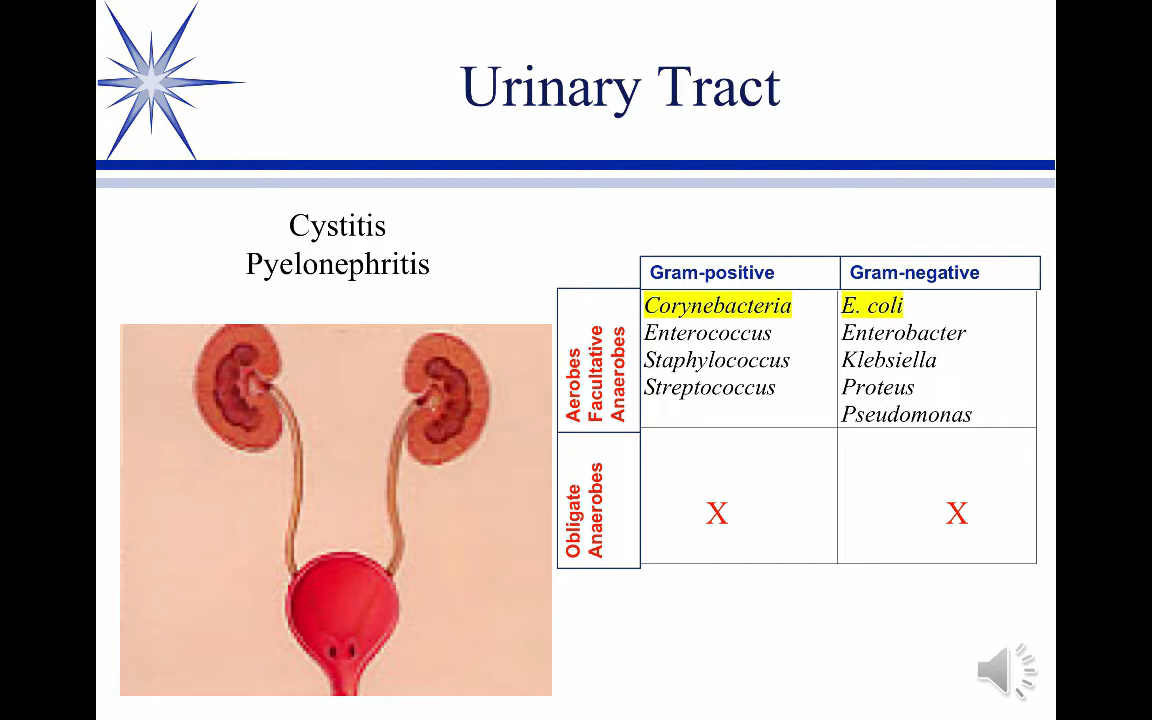 Urinary Tract
Cystitis
Pyelonephritis
Gram-positive
Gram-negative
Aerobes
Facultative
Anaerobes
Corynebacteria
Enterococcus
Staphylococcus
Streptococcus
E. coli
Enterobacter
Klebsiella
Proteus
Pseudomonas
Obligate
Anaerobes
X
X